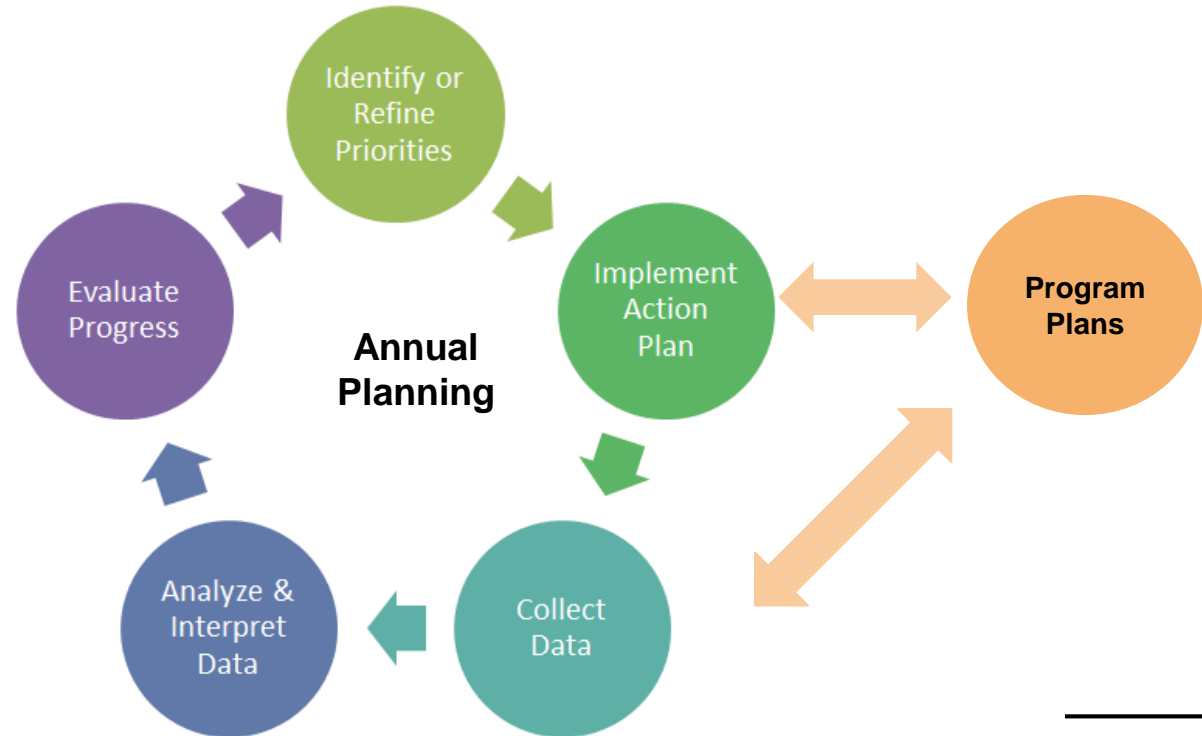 Identify or
Refine
Priorities
Implement
Action
Plan
Program
Plans
Evaluate
Progress
Annual
Planning
Analyze &
Interpret
Data
Collect
Data